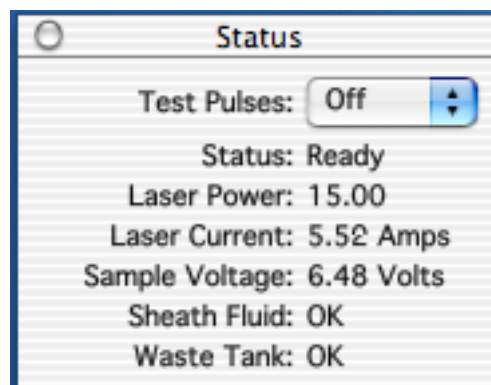 Status
Test Pulses: Off
Status: Ready
Laser Power: 15.00
Laser Current: 5.52 Amps
Sample Voltage: 6.48 Volts
Sheath Fluid: OK
Waste Tank: OK